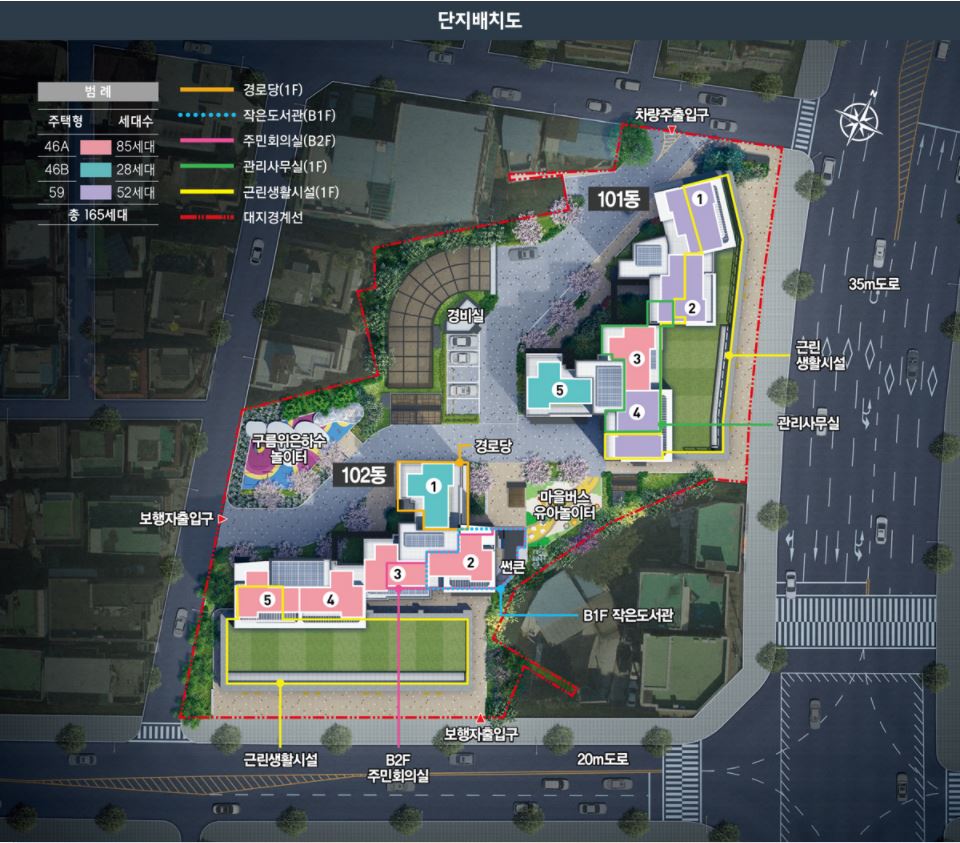 단지배치도
범 례
주택형 세대수
46A 85세대
46B 28세대
59 52세대
총 165세대
경로당(1F)
작은도서관(B1F)
주민회의실(B2F)
관리사무실(1F)
근린생활시설(1F)
대지경계선
차량주출입구
N
101동
1
2
3
4
5
35m도로
경비실
근린
생활시설
관리사무실
구름위은하수
놀이터
102동
경로당
1
2
3
4
5
마을버스
유아놀이터
보행자출입구
썬큰
B1F 작은도서관
보행자출입구
근린생활시설
B2F
주민회의실
20m도로